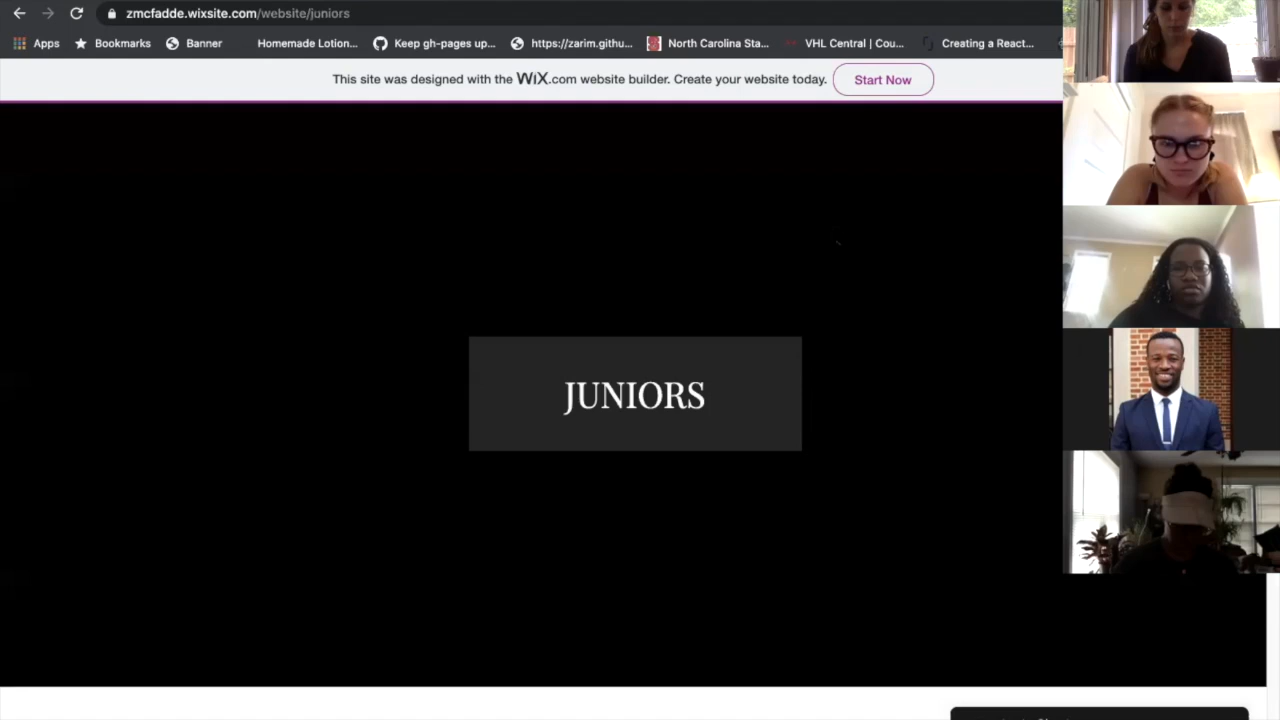 zmcfadde.wixsite.com/website/juniors
Apps Bookmarks Banner Homemade Lotion... Keep gh-pages up... https://zarim.githu... North Carolina Sta... VHL Central | Cou... Creating a React...
This site was designed with the WiX.com website builder. Create your website today. Start Now
JUNIORS